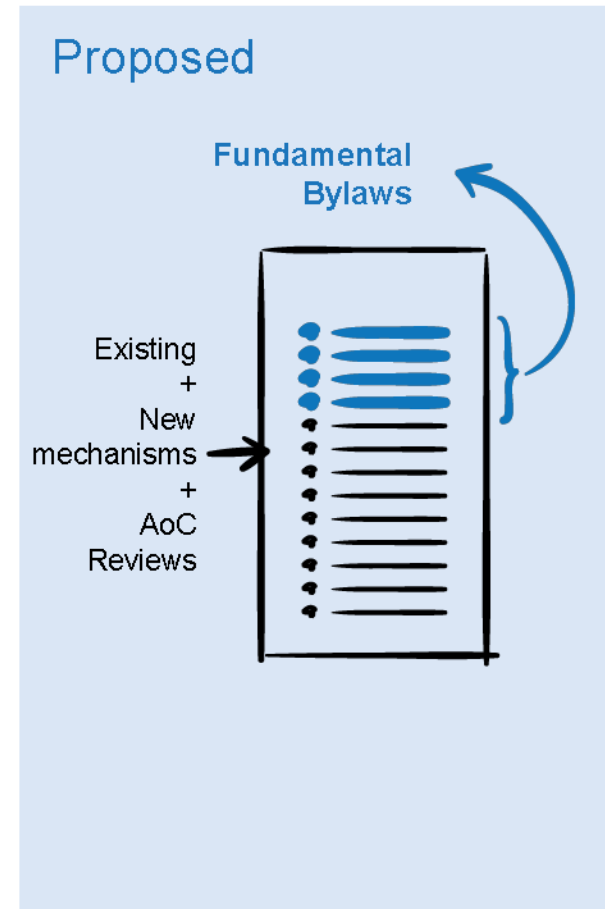 Proposed
Fundamental
Bylaws
Existing
+
New
mechanisms
+
AoC
Reviews